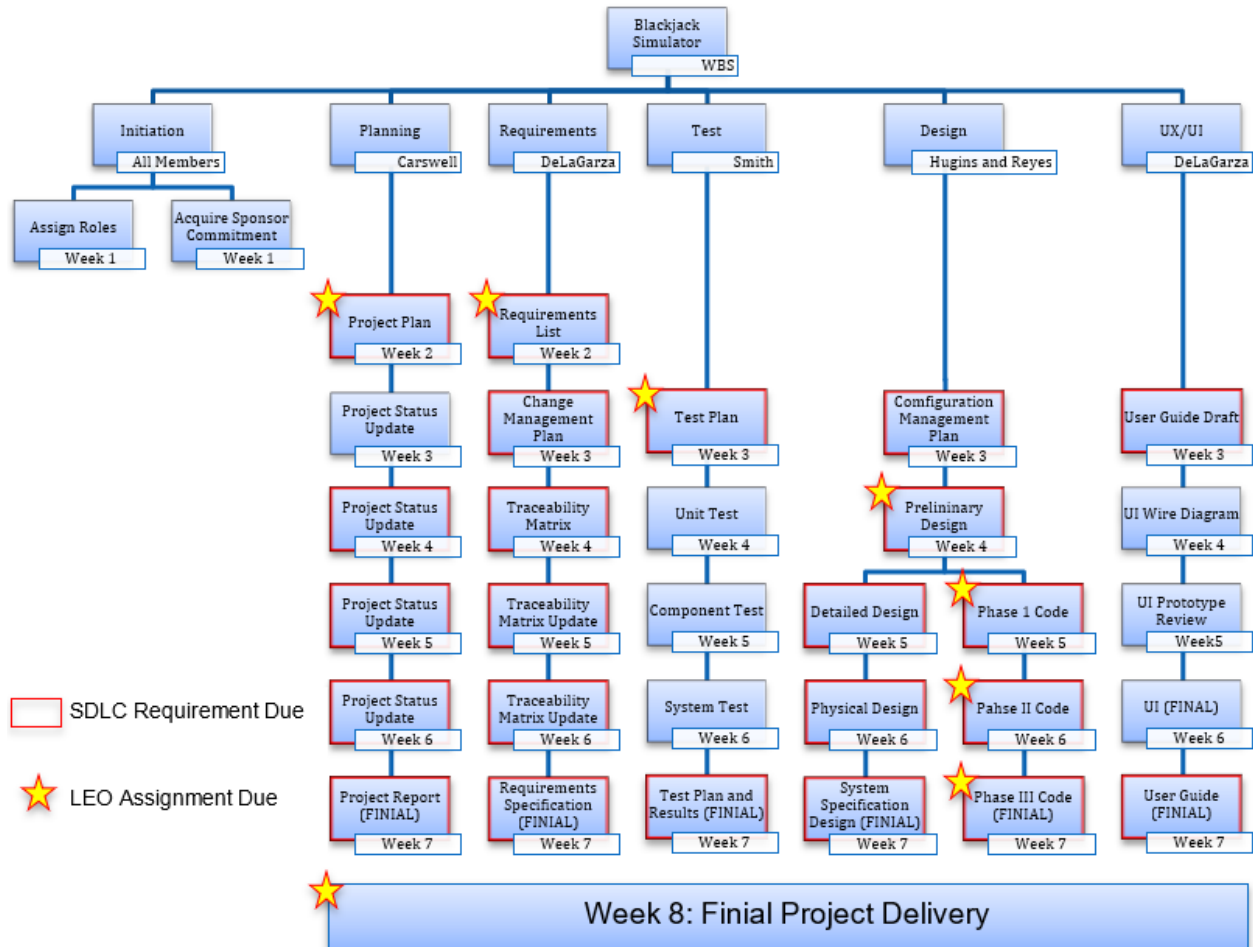 Blackjack
Simulator
WBS
Initiation
All Members
Planning
Carswell
Requirements
DeLaGarza
Test
Smith
Design
Hugins and Reyes
UX/UI
DeLaGarza
Assign Roles
Week 1
Acquire Sponsor
Commitment
Week 1
Project Plan
Week 2
Requirements
List
Week 2
Project Status
Update
Week 3
Change
Management
Plan
Week 3
Test Plan
Week 3
Comfiguration
Management
Plan
Week 3
User Guide Draft
Week 3
Project Status
Update
Week 4
Traceability
Matrix
Week 4
Unit Test
Week 4
Prelininary
Design
Week 4
UI Wire Diagram
Week 4
Project Status
Update
Week 5
Traceability
Matrix Update
Week 5
Component Test
Week 5
Detailed Design
Week 5
Phase 1 Code
Week 5
UI Prototype
Review
Week5
SDLC Requirement Due
Project Status
Update
Week 6
Traceability
Matrix Update
Week 6
System Test
Week 6
Physical Design
Week 6
Pahse II Code
Week 6
UI (FINAL)
Week 6
LEO Assignment Due
Project Report
(FINIAL)
Week 7
Requirements
Specification
(FINIAL)
Week 7
Test Plan and
Results (FINIAL)
Week 7
System
Specification
Design (FINIAL)
Week 7
Phase III Code
(FINIAL)
Week 7
User Guide
(FINIAL)
Week 7
Week 8: Finial Project Delivery